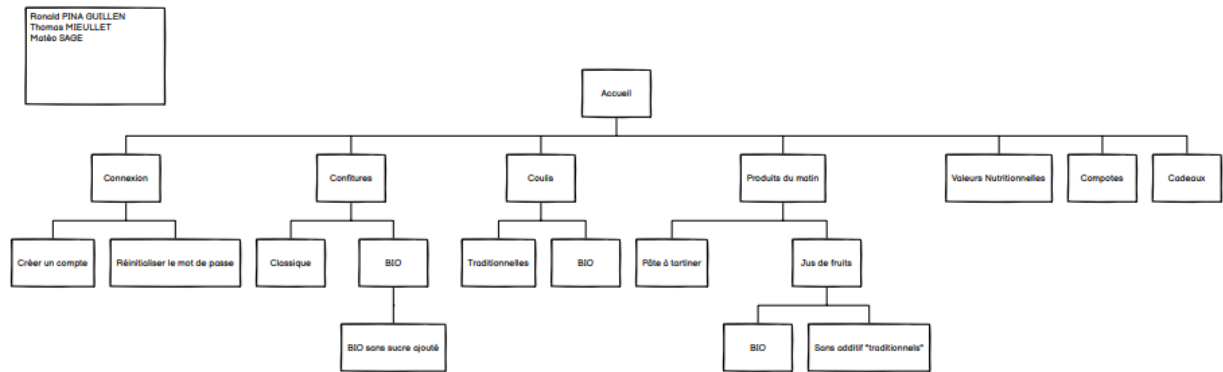 Ronald PINA GUILLEN
Thomas MIEULLET
Matéo SAGE
Accueil
Connexion
Confitures
Coulis
Produits du matin
Valeurs Nutritionnelles
Compotes
Cadeaux
Créer un compte
Réinitialiser le mot de passe
Classique
BIO
Traditionnelles
BIO
Pâte à tartiner
Jus de fruits
BIO sans sucre ajouté
BIO
Sans additif "traditionnels"